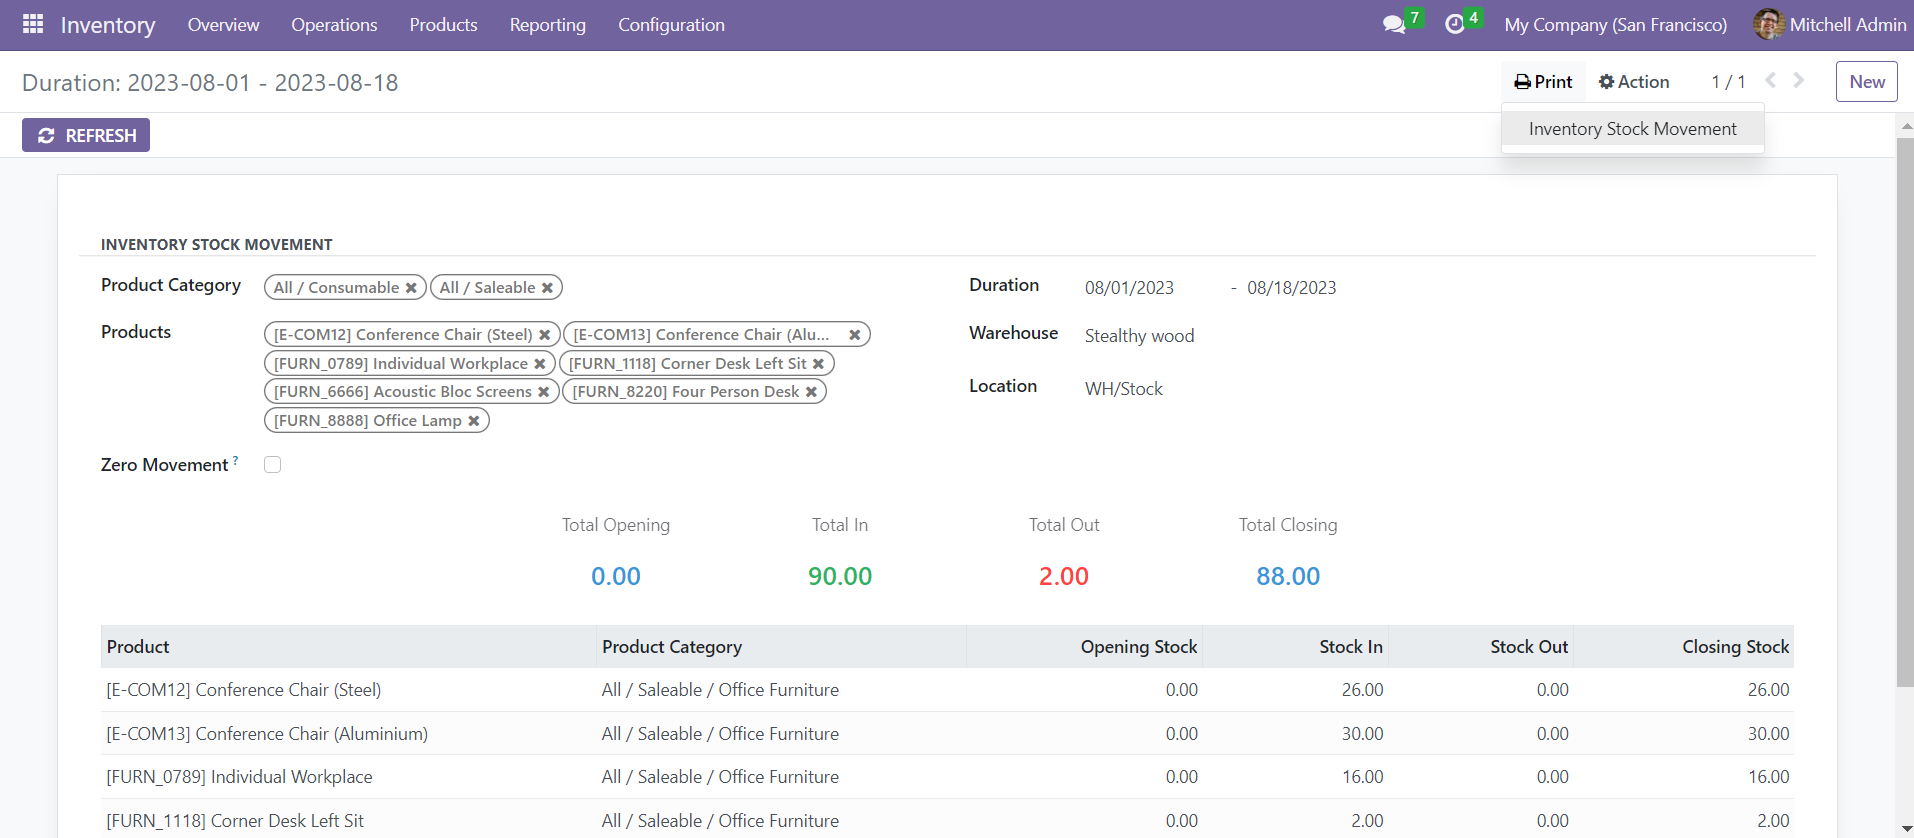 Inventory Overview Operations Products Reporting Configuration 7 4 My Company (San Francisco) Mitchell Admin
Duration: 2023-08-01 - 2023-08-18 Print Action 1 / 1 New
REFRESH Inventory Stock Movement
INVENTORY STOCK MOVEMENT
Product Category All / Consumable All / Saleable Duration 08/01/2023 - 08/18/2023
Products [E-COM12] Conference Chair (Steel) [E-COM13] Conference Chair (Alu... Warehouse Stealthy wood
[FURN_0789] Individual Workplace [FURN_1118] Corner Desk Left Sit
[FURN_6666] Acoustic Bloc Screens [FURN_8220] Four Person Desk Location WH/Stock
[FURN_8888] Office Lamp
Zero Movement ?
Total Opening Total In Total Out Total Closing
0.00 90.00 2.00 88.00
Product Product Category Opening Stock Stock In Stock Out Closing Stock
[E-COM12] Conference Chair (Steel) All / Saleable / Office Furniture 0.00 26.00 0.00 26.00
[E-COM13] Conference Chair (Aluminium) All / Saleable / Office Furniture 0.00 30.00 0.00 30.00
[FURN_0789] Individual Workplace All / Saleable / Office Furniture 0.00 16.00 0.00 16.00
[FURN_1118] Corner Desk Left Sit All / Saleable / Office Furniture 0.00 2.00 0.00 2.00